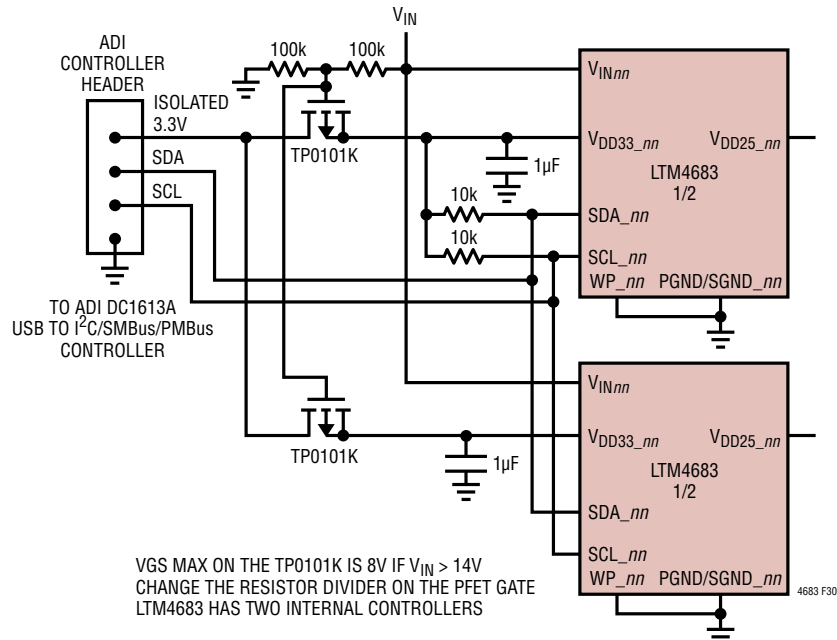 V_IN
ADI
CONTROLLER
HEADER
100k 100k
ISOLATED
3.3V
SDA
SCL
TP0101K
1µF
10k
10k
V_INnn
V_DD33_nn V_DD25_nn
LTM4683
1/2
SDA_nn
SCL_nn
WP_nn PGND/SGND_nn
TO ADI DC1613A
USB TO I²C/SMBus/PMBus
CONTROLLER
TP0101K
1µF
V_INnn
V_DD33_nn V_DD25_nn
LTM4683
1/2
SDA_nn
SCL_nn
WP_nn PGND/SGND_nn
VGS MAX ON THE TP0101K IS 8V IF V_IN > 14V
CHANGE THE RESISTOR DIVIDER ON THE PFET GATE
LTM4683 HAS TWO INTERNAL CONTROLLERS
4683 F30